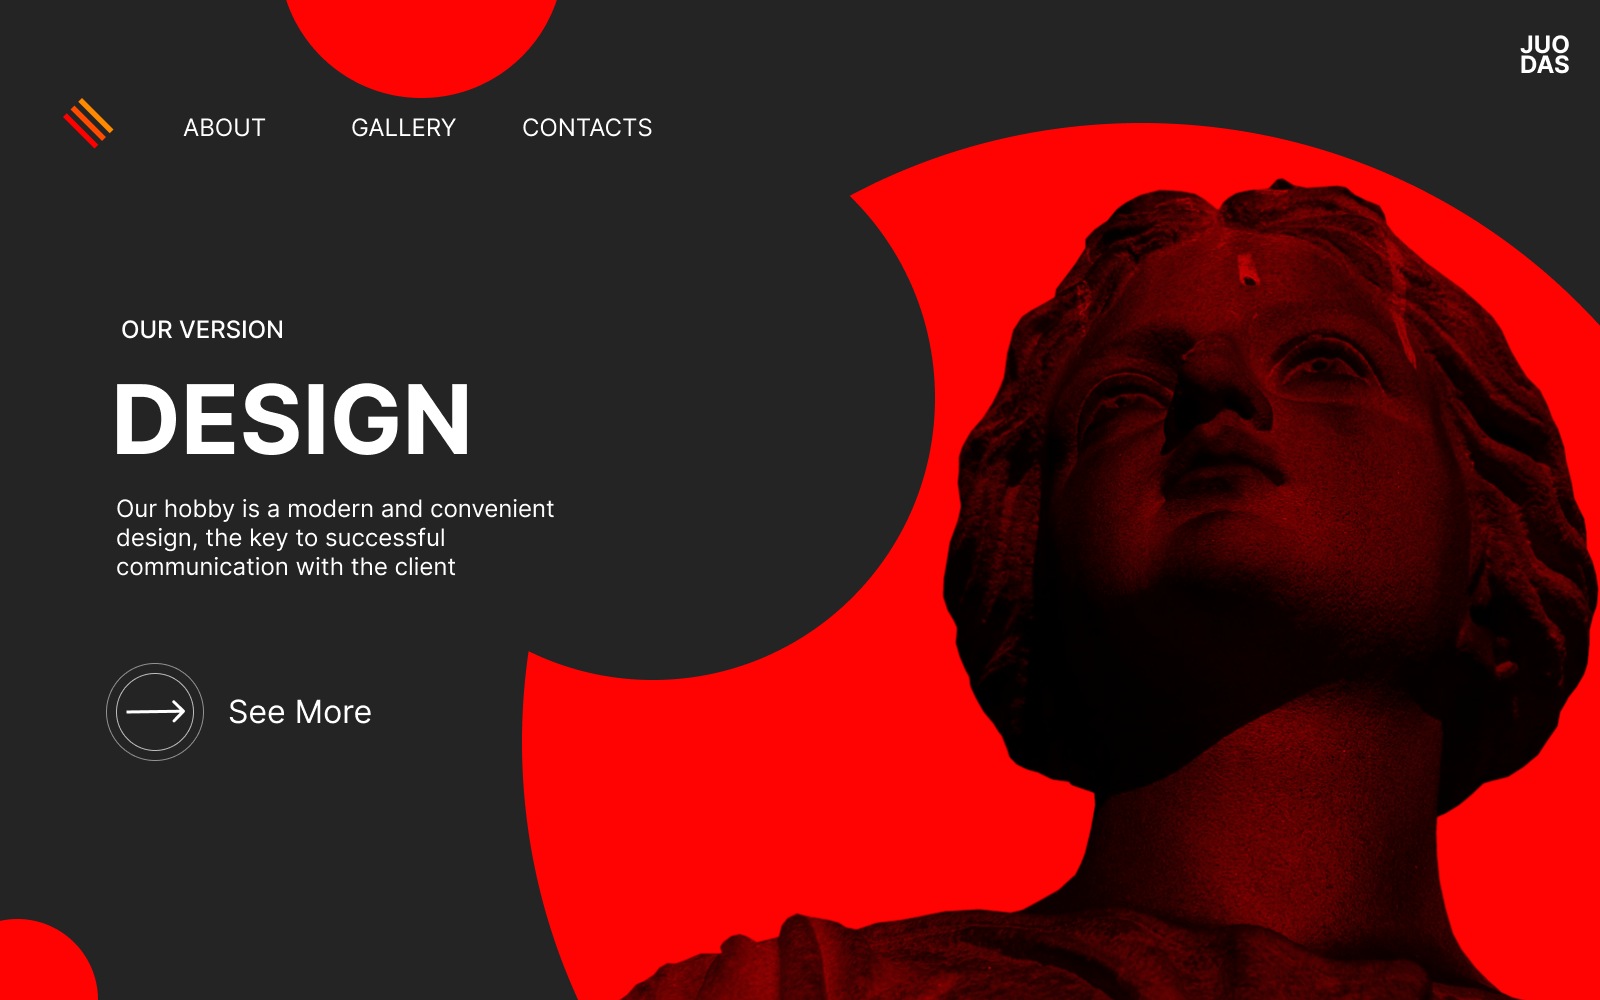 JUO
DAS
ABOUT GALLERY CONTACTS
OUR VERSION
DESIGN
Our hobby is a modern and convenient
design, the key to successful
communication with the client
See More